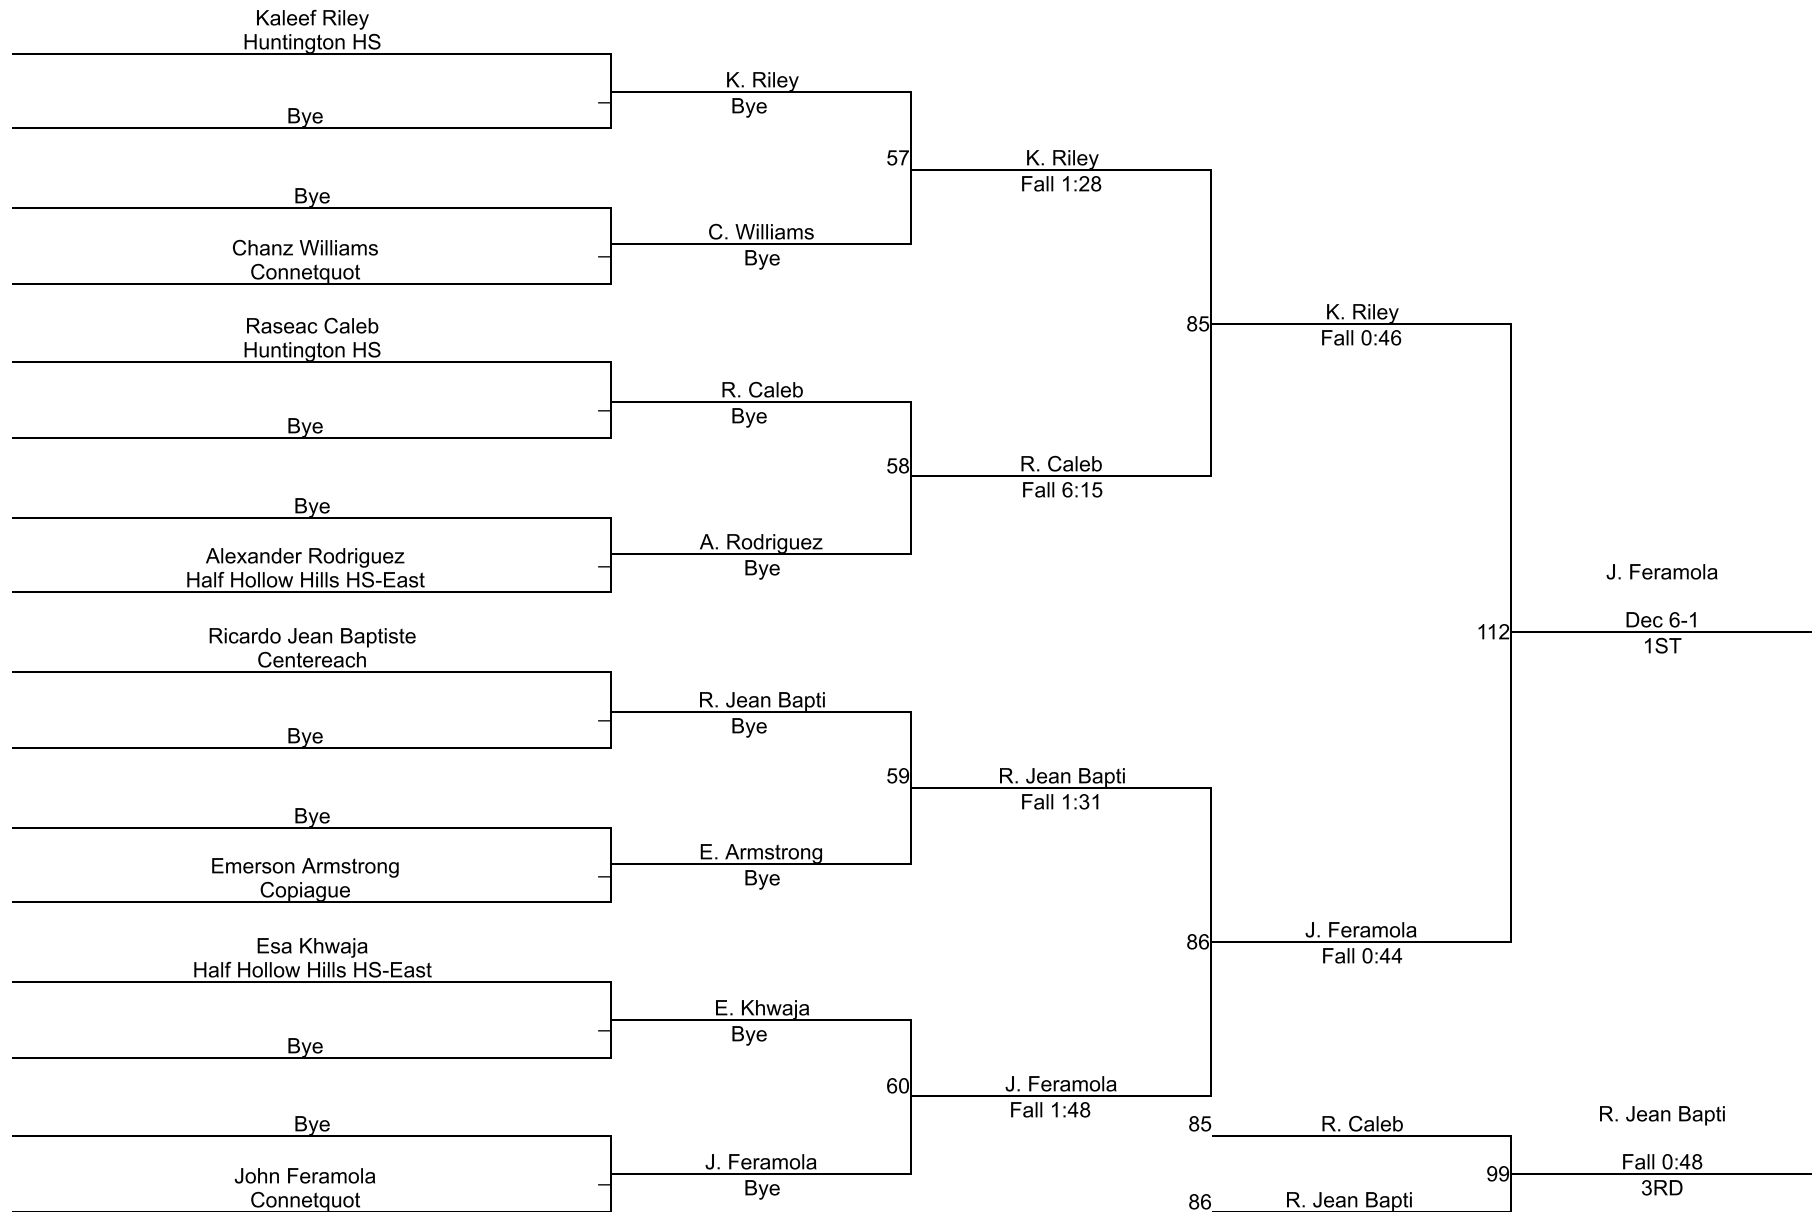 Kaleef Riley
Huntington HS
Bye
Bye
Chanz Williams
Connetquot
Raseac Caleb
Huntington HS
Bye
Bye
Alexander Rodriguez
Half Hollow Hills HS-East
Ricardo Jean Baptiste
Centereach
Bye
Bye
Emerson Armstrong
Copiague
Esa Khwaja
Half Hollow Hills HS-East
Bye
Bye
John Feramola
Connetquot
K. Riley
Bye
57
C. Williams
Bye
R. Caleb
Bye
58
A. Rodriguez
Bye
R. Jean Bapti
Bye
59
E. Armstrong
Bye
E. Khwaja
Bye
60
J. Feramola
Bye
K. Riley
Fall 1:28
85
R. Caleb
Fall 6:15
R. Jean Bapti
Fall 1:31
86
J. Feramola
Fall 1:48
K. Riley
Fall 0:46
112
J. Feramola
Fall 0:44
J. Feramola
Dec 6-1
1ST
85
R. Caleb
99
86
R. Jean Bapti
R. Jean Bapti
Fall 0:48
3RD